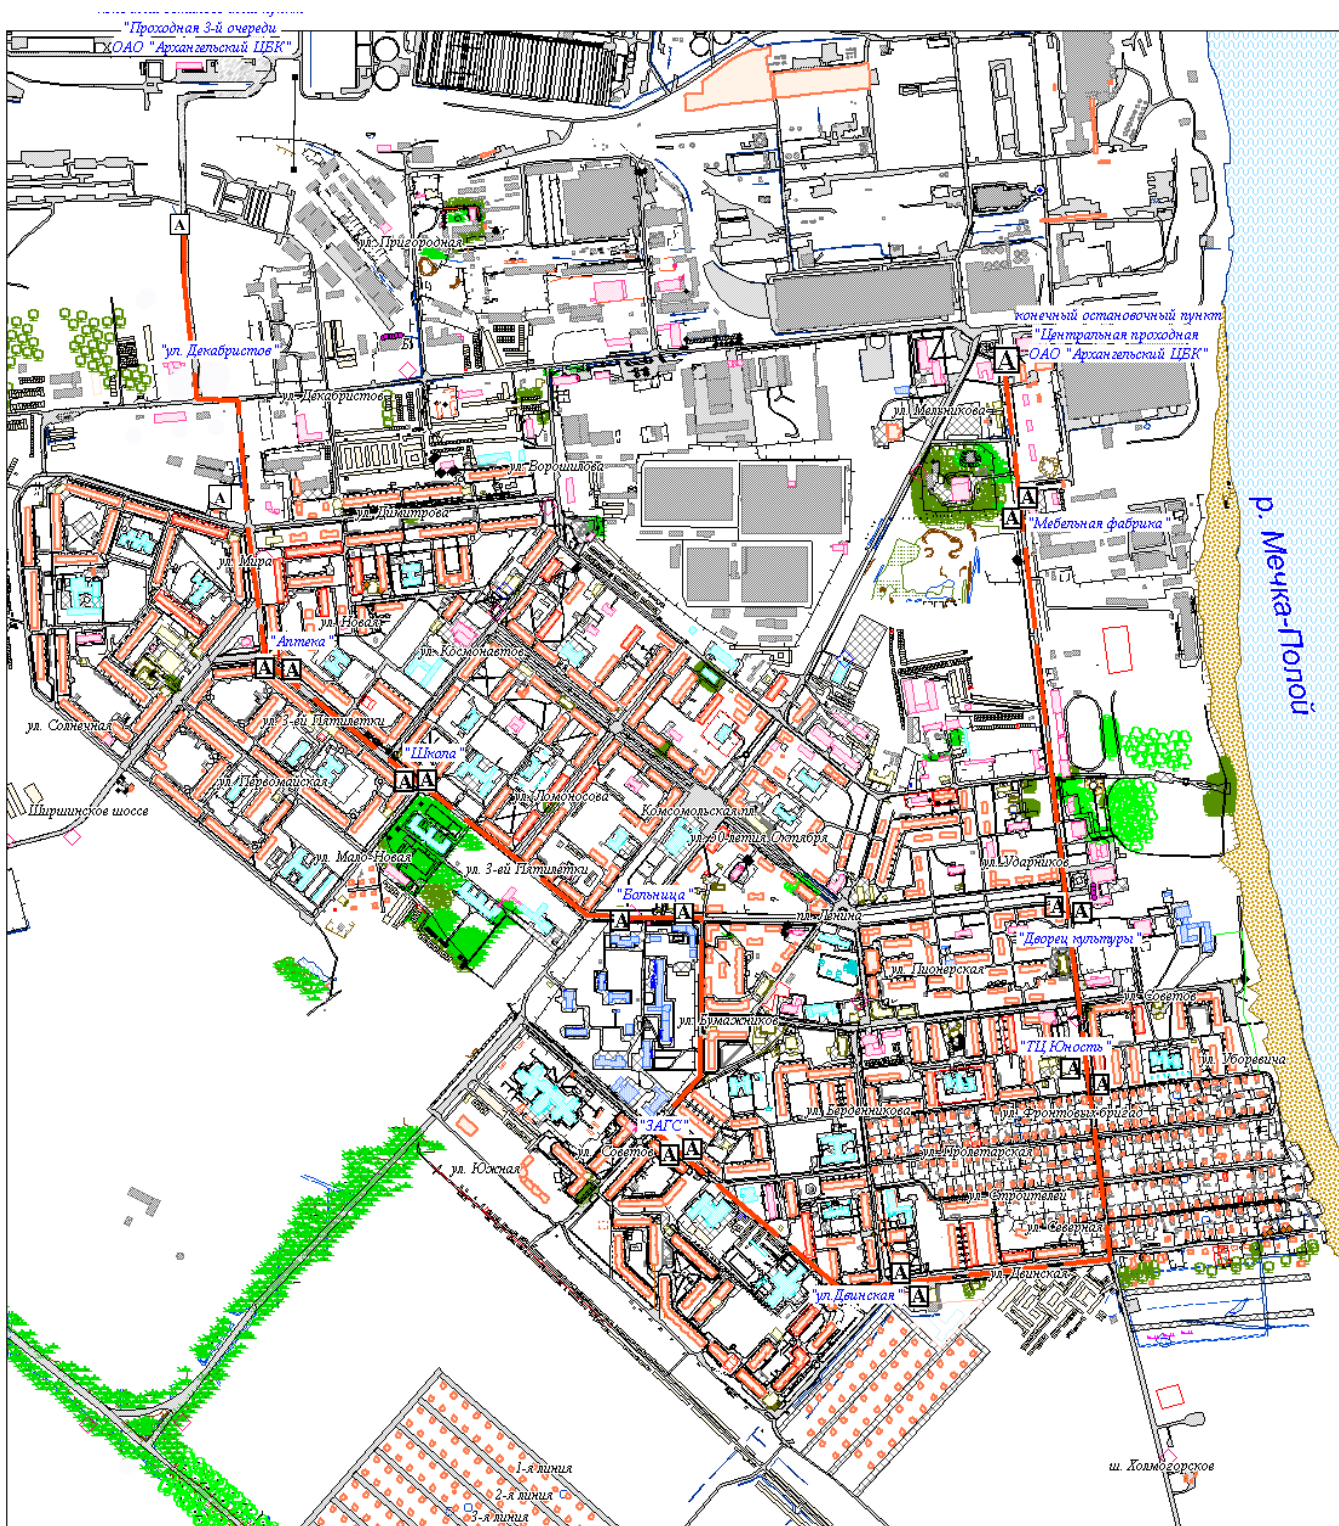 "Проходная 3-й очереди
ОАО "Архангельский ЦБК"
А
ул. Пригородная
конечный остановочный пункт
"Центральная проходная
ОАО "Архангельский ЦБК"
А
"ул. Декабристов"
ул. Декабристов
ул. Мельникова
ул. Ворошилова
А
А
А
"Мебельная фабрика"
ул. Димитрова
р. Мечка-Полой
ул. Мира
ул. Новая
"Аптека"
А
А
ул. Космонавтов
ул. Солнечная
ул. 3-ей Пятилетки
"Школа"
А
А
ул. Первомайская
ул. Ломоносова
Ширшинское шоссе
Комсомольская пл.
ул. 50-летия Октября
ул. Мало-Новая
ул. 3-ей Пятилетки
ул. Ударников
"Больница"
А
А
пл. Ленина
А
А
"Дворец культуры"
ул. Пионерская
ул. Советов
ул. Бумажников
"ТЦ Юность"
ул. Уборевича
А
А
ул. Берденникова
ул. Фронтовых бригад
"ЗАГС"
ул. Советов
А
А
ул. Пролетарская
ул. Южная
ул. Строителей
ул. Северная
А
ул. Двинская
"ул.Двинская"
А
ш. Холмогорское
1-я линия
2-я линия
3-я линия